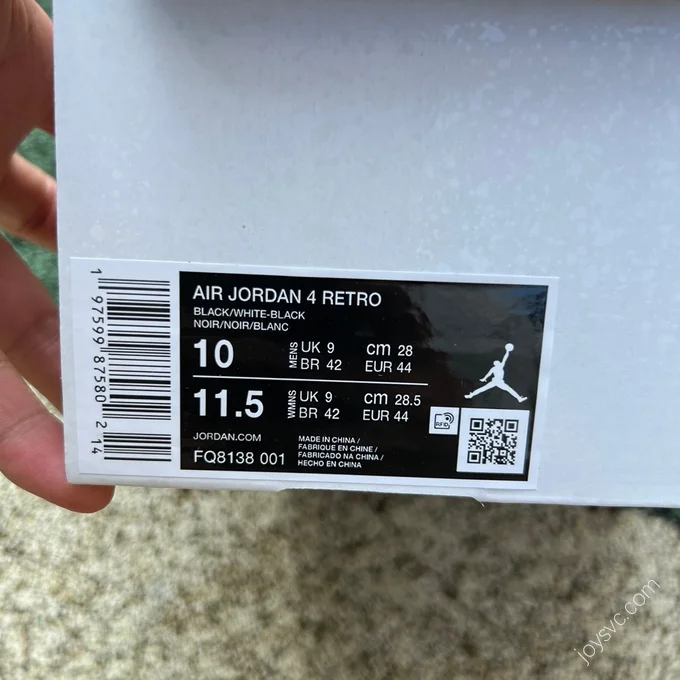 AIR JORDAN 4 RETRO
BLACK/WHITE-BLACK
NOIR/NOIR/BLANC
10 MENS UK 9 cm 28
BR 42 EUR 44
11.5 WMNS UK 9 cm 28.5
BR 42 EUR 44
JORDAN.COM
FQ8138 001
MADE IN CHINA /
FABRIQUE EN CHINE /
FABRICADO NA CHINA /
HECHO EN CHINA
RFID
1 97599 87580 2 14
joysvc.com